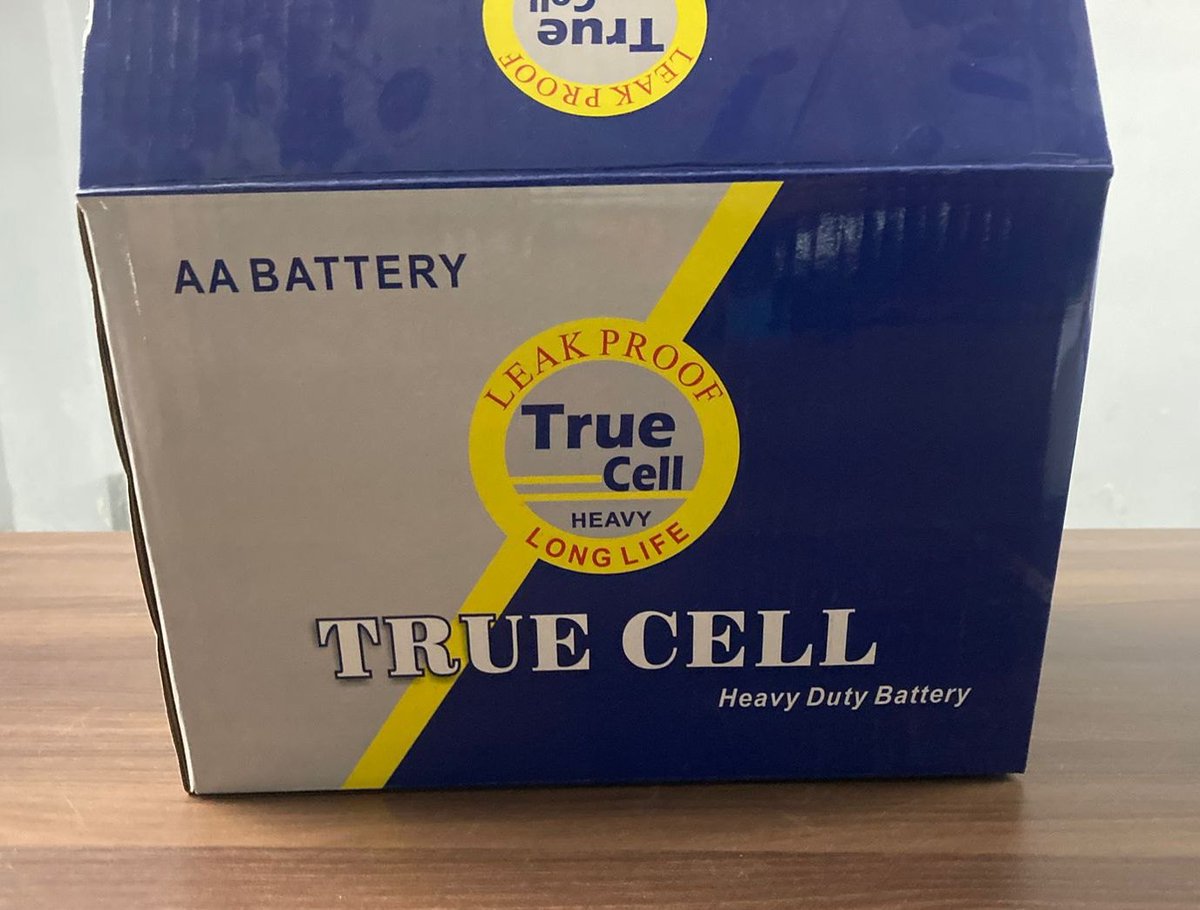 True
Cell
LEAK PROOF
AA BATTERY
LEAK PROOF
True
Cell
HEAVY
LONG LIFE
TRUE CELL
Heavy Duty Battery